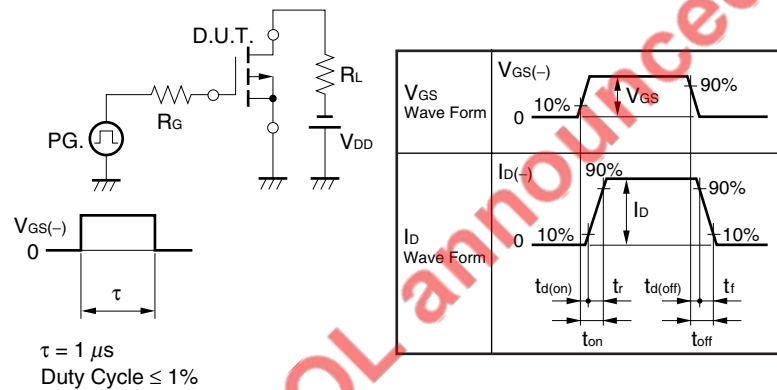 D.U.T.
RL
RG
PG.
VDD
VGS(−)
0
τ
τ = 1 μs
Duty Cycle ≤ 1%
VGS
Wave Form
VGS(−)
10%
0
VGS
90%
ID
Wave Form
ID(−)
90%
90%
ID
0
10%
10%
td(on)
tr
td(off)
tf
ton
toff
OL announced